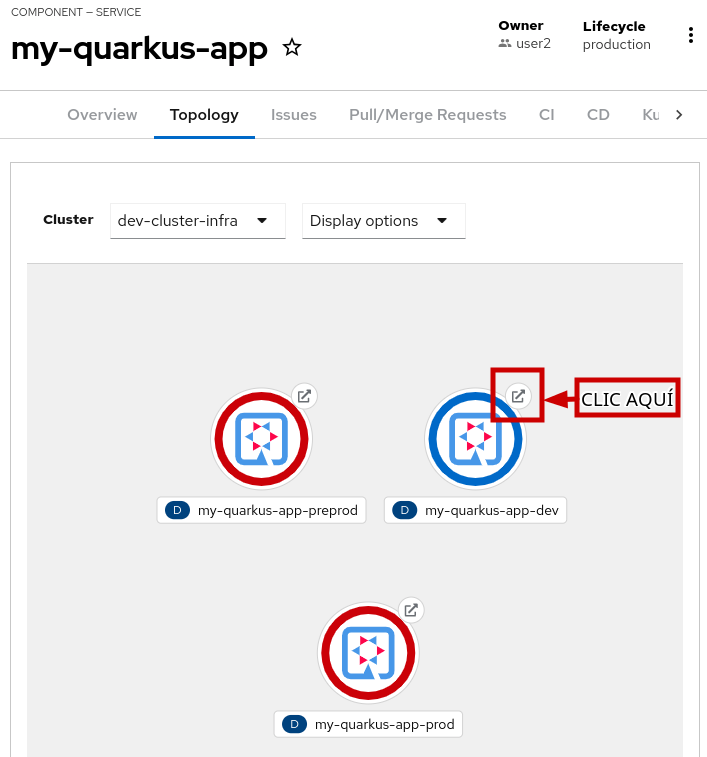 COMPONENT — SERVICE
my-quarkus-app
Owner
user2
Lifecycle
production
Overview
Topology
Issues
Pull/Merge Requests
CI
CD
Ku
Cluster
dev-cluster-infra
Display options
CLIC AQUÍ
D my-quarkus-app-preprod
D my-quarkus-app-dev
D my-quarkus-app-prod